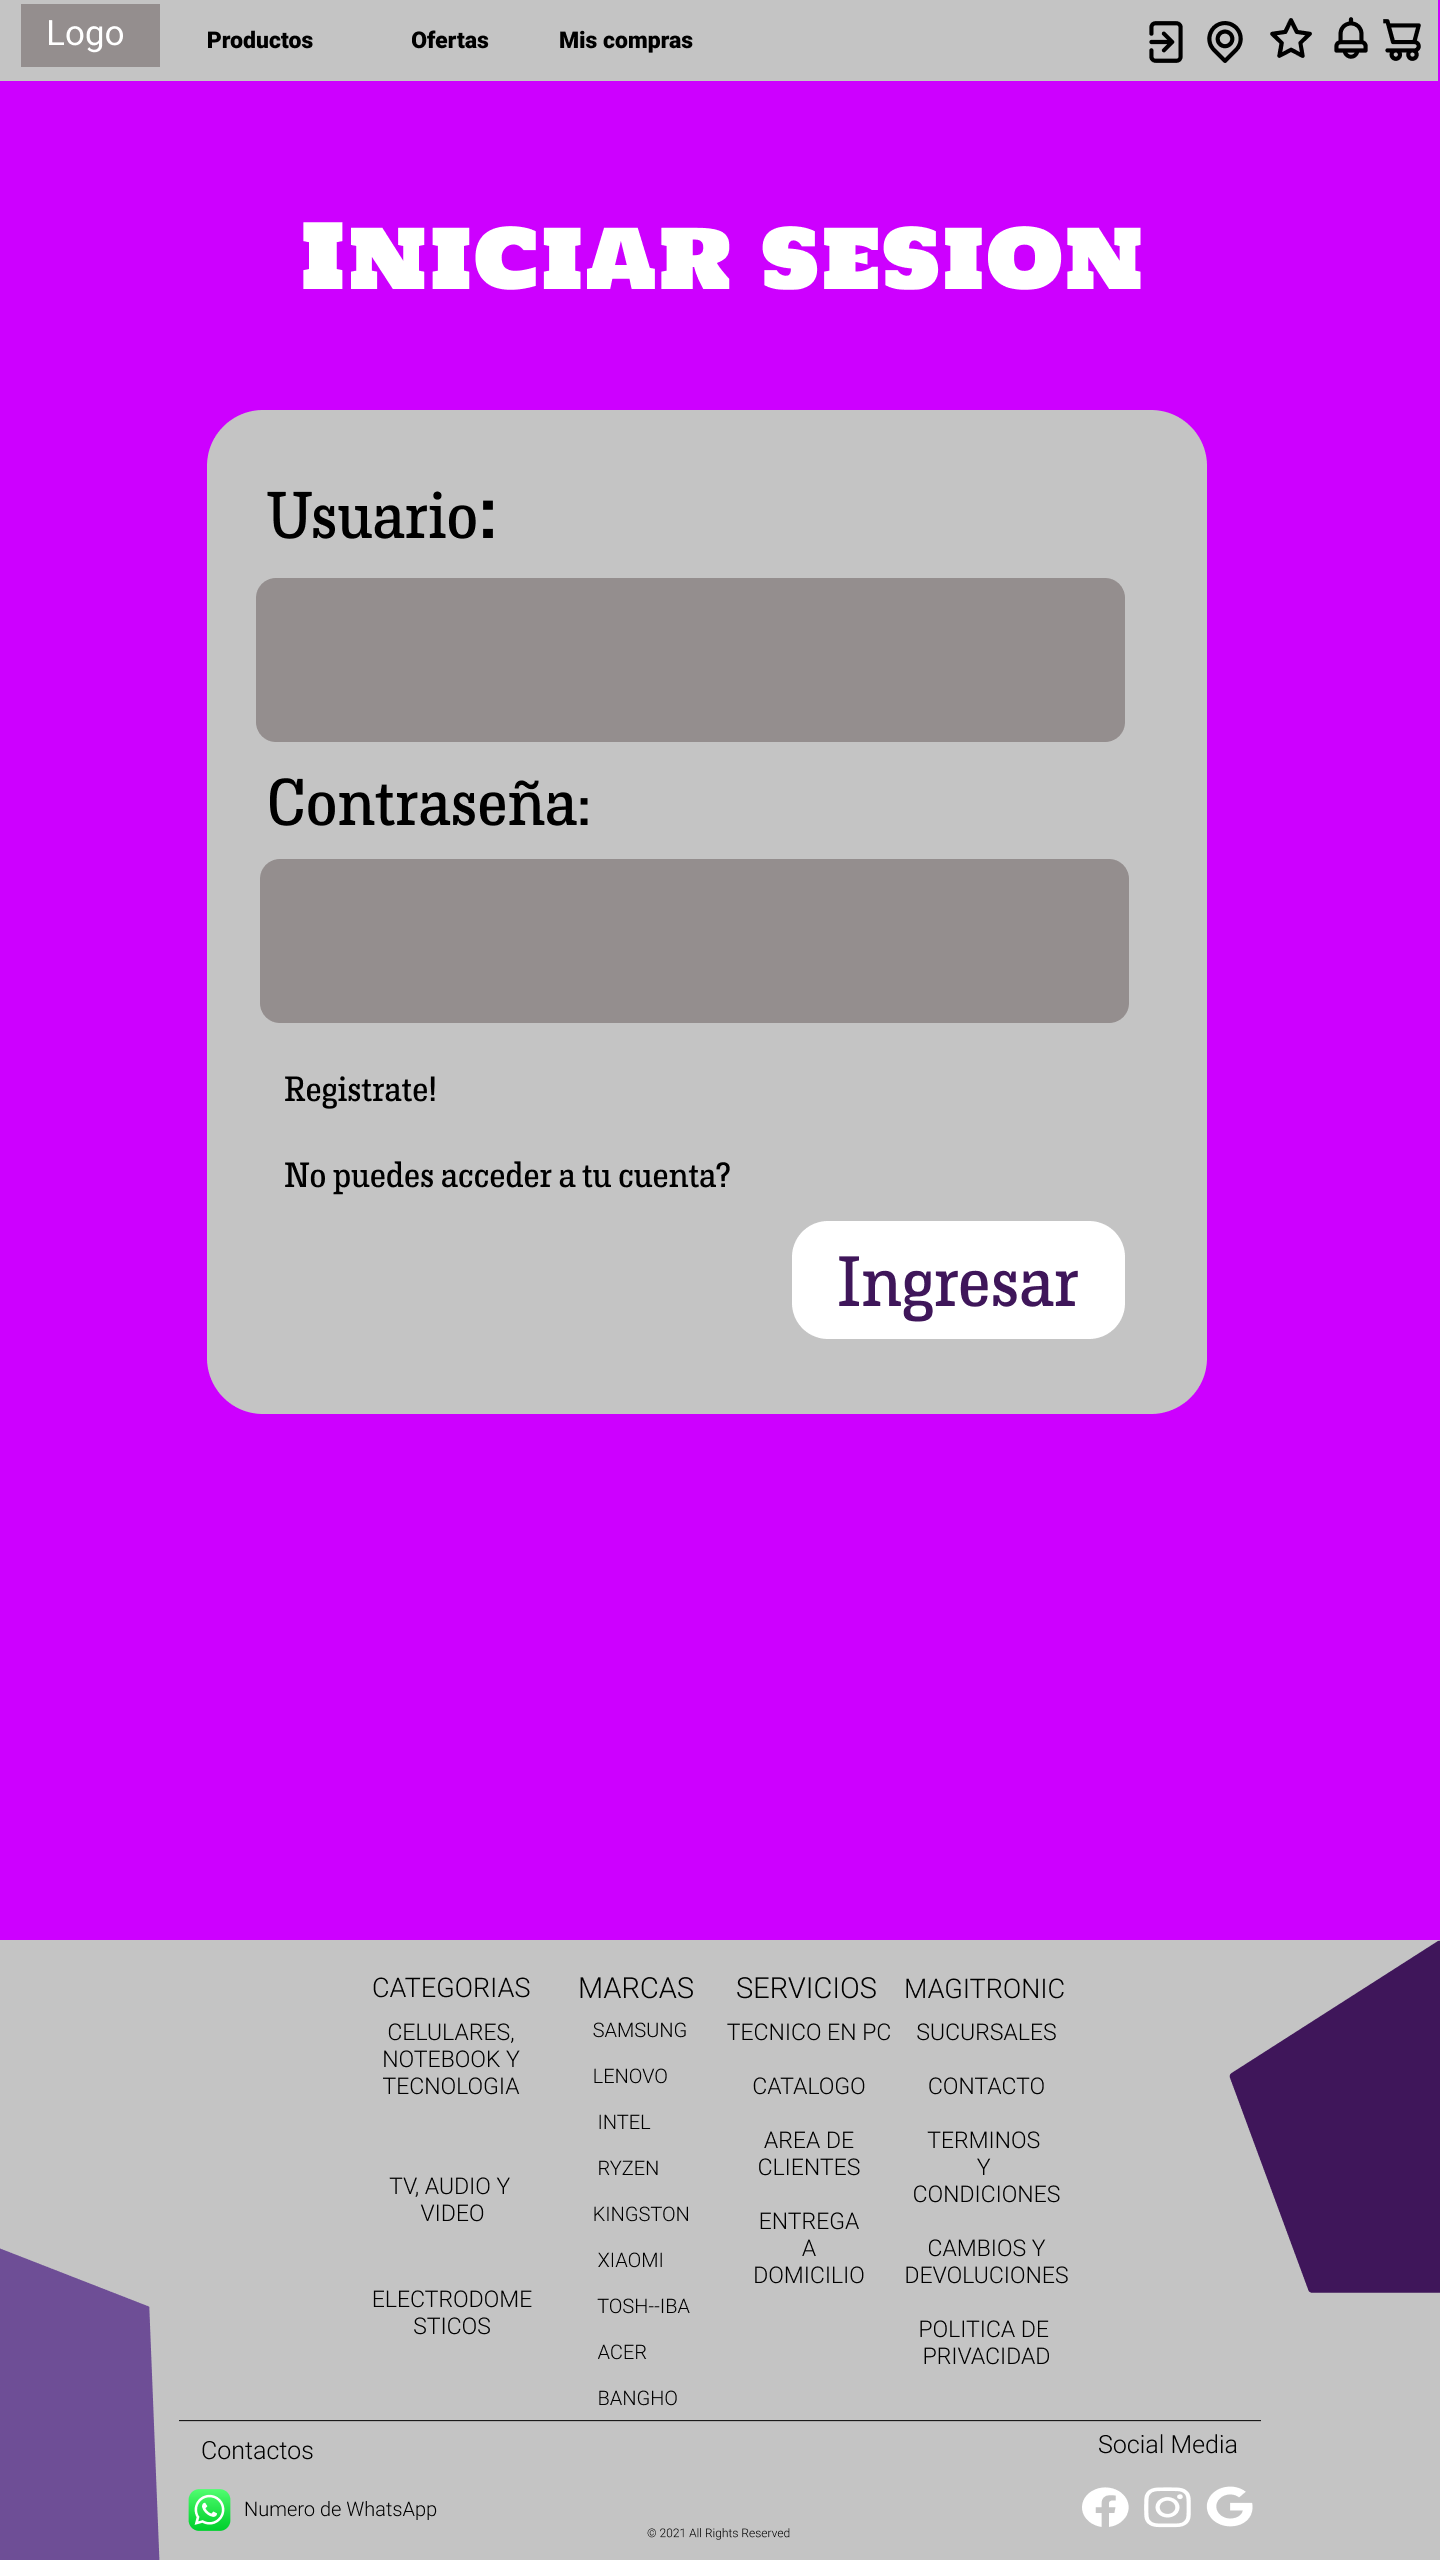 Logo
Productos
Ofertas
Mis compras
INICIAR SESION
Usuario:
Contraseña:
Registrate!
No puedes acceder a tu cuenta?
Ingresar
CATEGORIAS
CELULARES,
NOTEBOOK Y
TECNOLOGIA
TV, AUDIO Y
VIDEO
ELECTRODOME
STICOS
MARCAS
SAMSUNG
LENOVO
INTEL
RYZEN
KINGSTON
XIAOMI
TOSH--IBA
ACER
BANGHO
SERVICIOS
TECNICO EN PC
CATALOGO
AREA DE
CLIENTES
ENTREGA
A
DOMICILIO
MAGITRONIC
SUCURSALES
CONTACTO
TERMINOS
Y
CONDICIONES
CAMBIOS Y
DEVOLUCIONES
POLITICA DE
PRIVACIDAD
Contactos
Numero de WhatsApp
© 2021 All Rights Reserved
Social Media